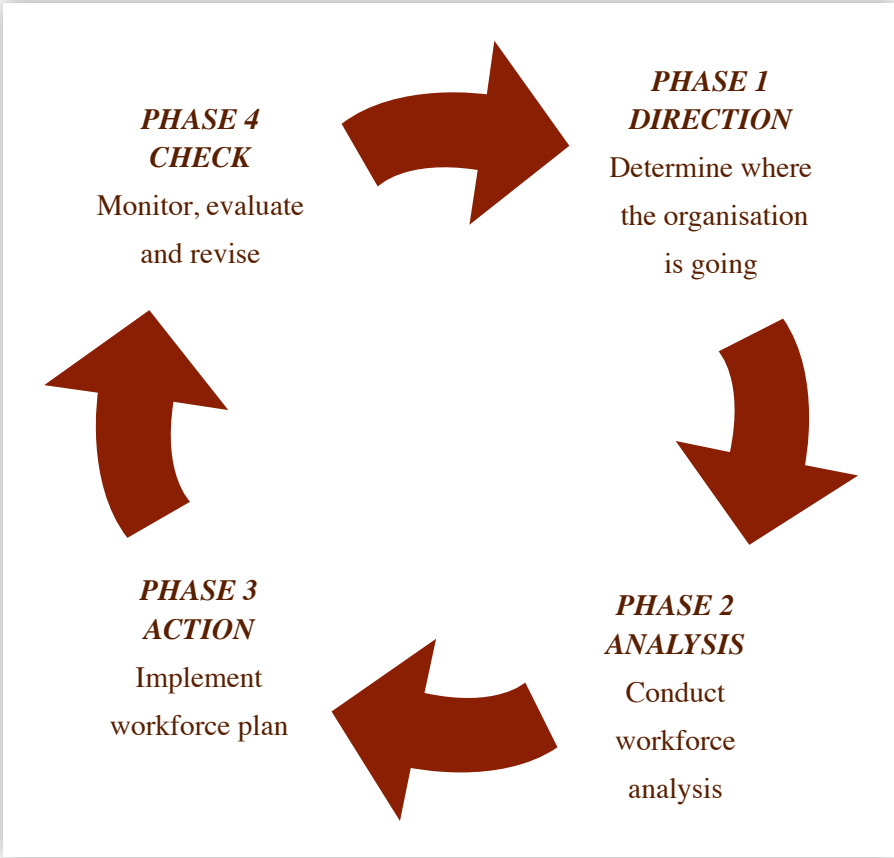 PHASE 1
DIRECTION
Determine where
the organisation
is going
PHASE 2
ANALYSIS
Conduct
workforce
analysis
PHASE 3
ACTION
Implement
workforce plan
PHASE 4
CHECK
Monitor, evaluate
and revise